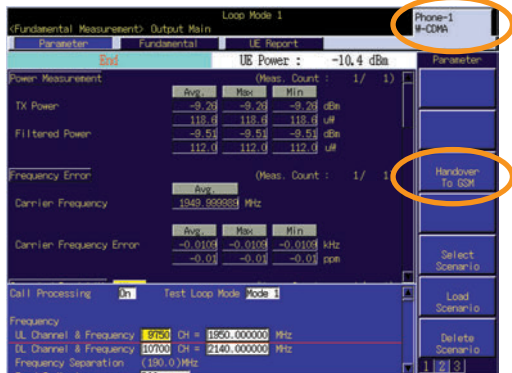 Loop Mode 1
Phone-1
W-CDMA
<Fundamental Measurement> Output Main
Parameter Fundamental UE Report
End UE Power : -10.4 dBm Parameter
Power Measurement (Meas. Count : 1/ 1)
Avg. Max Min
TX Power -9.26 -9.26 -9.26 dBm
118.6 118.6 118.6 uW
Filtered Power -9.51 -9.51 -9.51 dBm
112.0 112.0 112.0 uW
Handover
To GSM
Frequency Error (Meas. Count : 1/ 1)
Avg.
Carrier Frequency 1949.999989 MHz
Avg. Max Min
Carrier Frequency Error -0.0109 -0.0109 -0.0109 kHz
-0.01 -0.01 -0.01 ppm
Select
Scenario
Call Processing On Test Loop Mode Mode 1
Load
Scenario
Frequency
UL Channel & Frequency 9750 CH = 1950.000000 MHz
DL Channel & Frequency 10700 CH = 2140.000000 MHz
Frequency Separation (190.0)MHz
Delete
Scenario
1 2 3